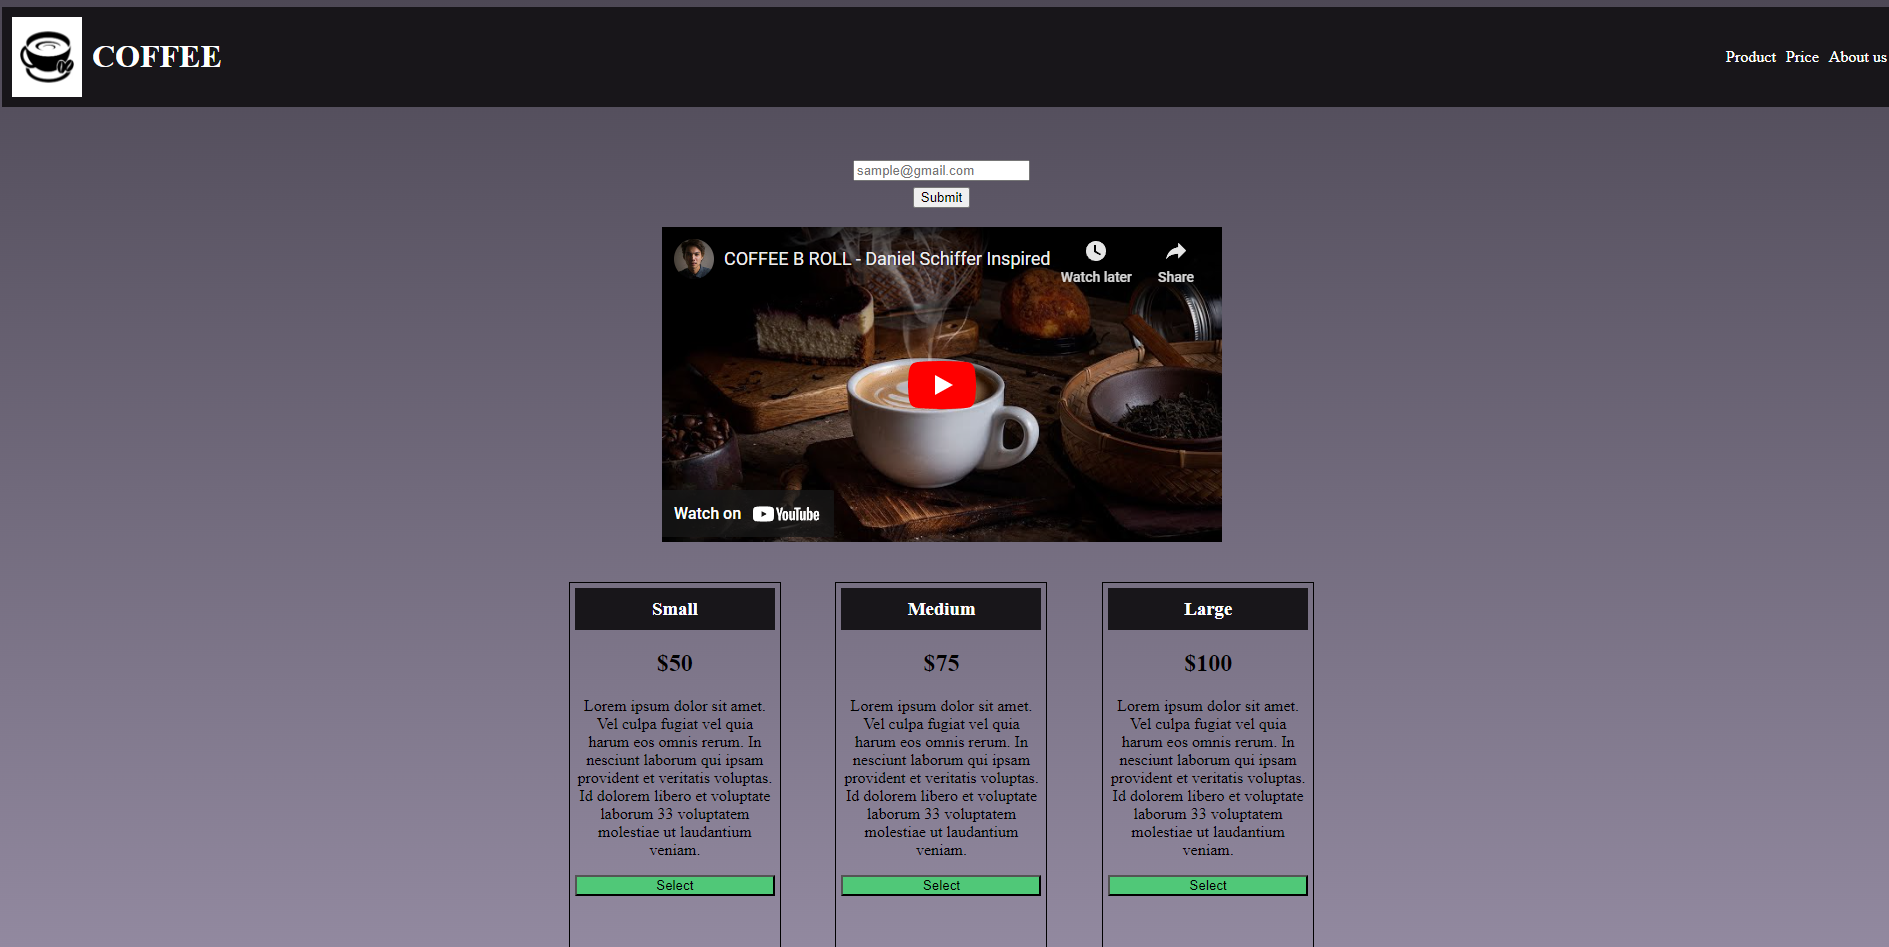 COFFEE
Product Price About us
sample@gmail.com
Submit
COFFEE B ROLL - Daniel Schiffer Inspired
Watch later
Share
Watch on YouTube
Small
$50
Lorem ipsum dolor sit amet.
Vel culpa fugiat vel quia
harum eos omnis rerum. In
nesciunt laborum qui ipsam
provident et veritatis voluptas.
Id dolorem libero et voluptate
laborum 33 voluptatem
molestiae ut laudantium
veniam.
Select
Medium
$75
Lorem ipsum dolor sit amet.
Vel culpa fugiat vel quia
harum eos omnis rerum. In
nesciunt laborum qui ipsam
provident et veritatis voluptas.
Id dolorem libero et voluptate
laborum 33 voluptatem
molestiae ut laudantium
veniam.
Select
Large
$100
Lorem ipsum dolor sit amet.
Vel culpa fugiat vel quia
harum eos omnis rerum. In
nesciunt laborum qui ipsam
provident et veritatis voluptas.
Id dolorem libero et voluptate
laborum 33 voluptatem
molestiae ut laudantium
veniam.
Select